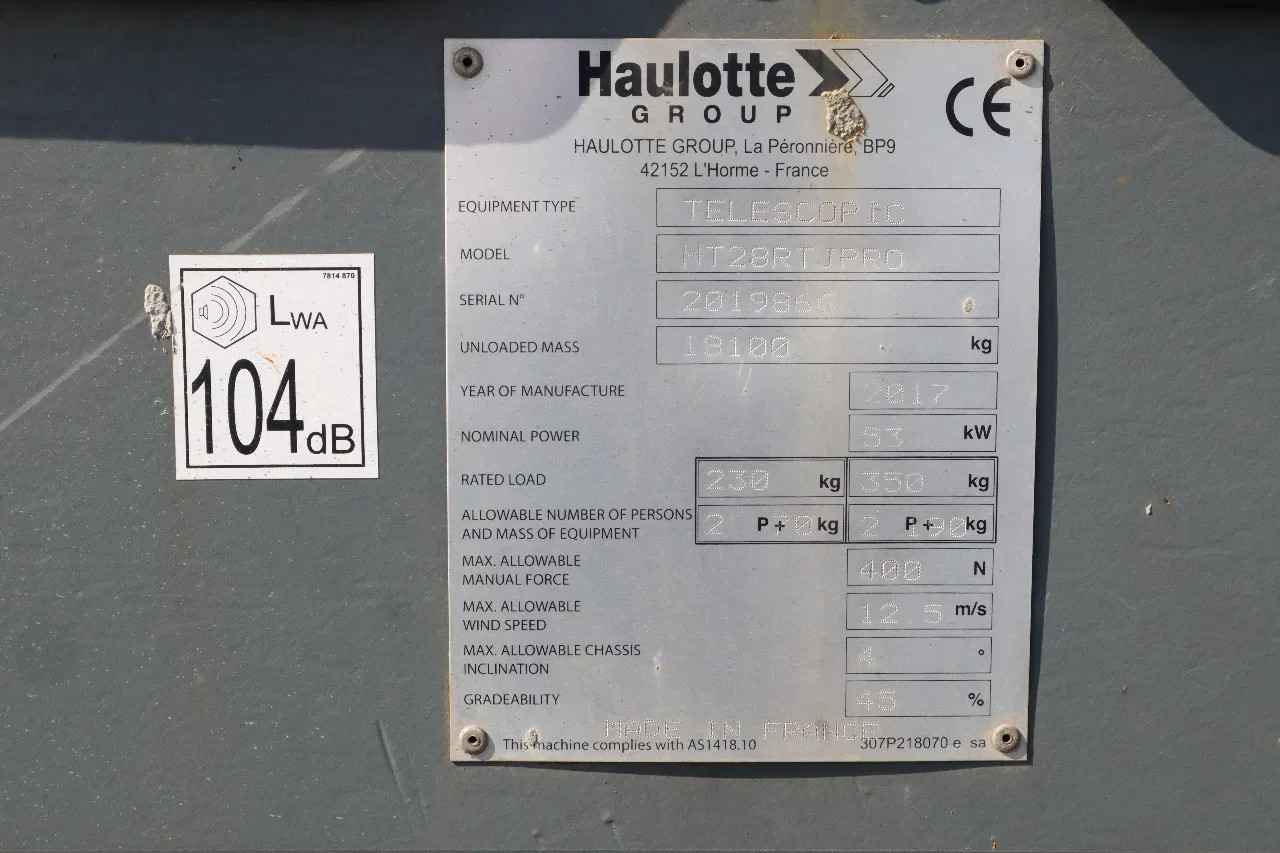 Haulotte
GROUP
CE
HAULOTTE GROUP, La Péronnière, BP9
42152 L'Horme - France
EQUIPMENT TYPE TELESCOPIC
MODEL HT28RTJPRO
SERIAL N°
UNLOADED MASS 18100 kg
YEAR OF MANUFACTURE 2017
NOMINAL POWER 53 kW
RATED LOAD 230 kg 350 kg
ALLOWABLE NUMBER OF PERSONS
AND MASS OF EQUIPMENT 2 P+ 70kg 2 P+ 190kg
MAX. ALLOWABLE
MANUAL FORCE 400 N
MAX. ALLOWABLE
WIND SPEED 12.5 m/s
MAX. ALLOWABLE CHASSIS
INCLINATION 4 °
GRADEABILITY 45 %
MADE IN FRANCE
This machine complies with AS1418.10 307P218070 e sa
7814 870
LWA
104dB